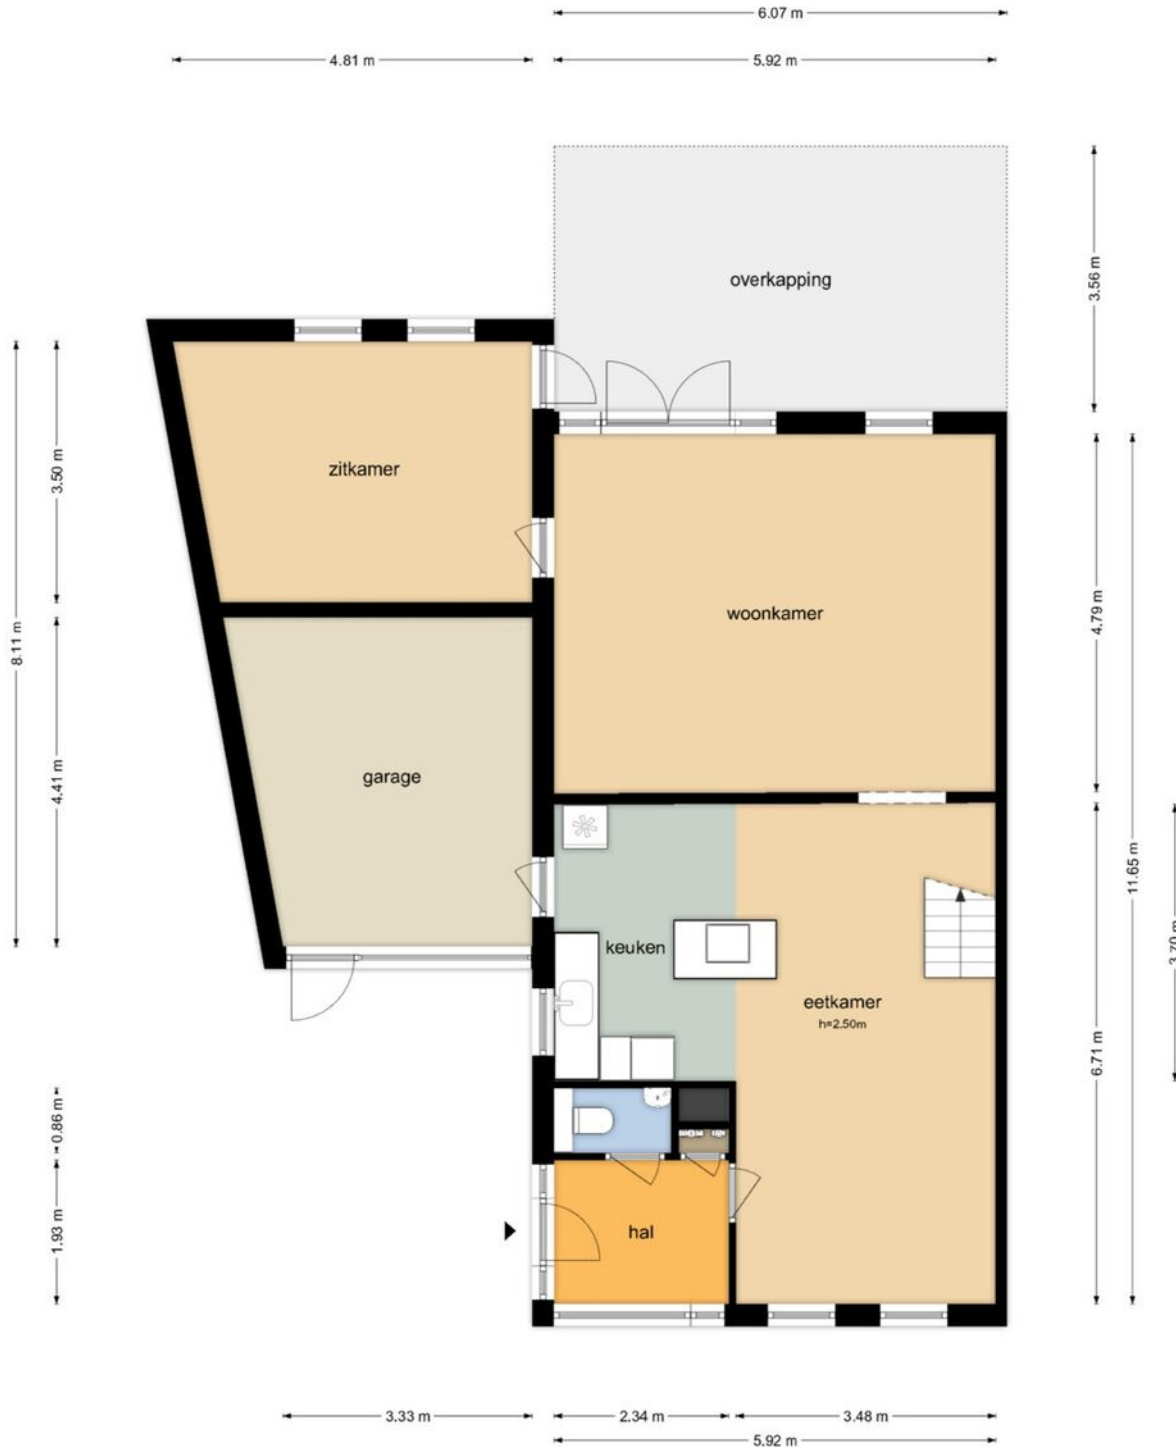 6.07 m
4.81 m
5.92 m
overkapping
3.56 m
zitkamer
3.50 m
woonkamer
4.79 m
8.11 m
garage
4.41 m
11.65 m
3.70 m
keuken
eetkamer
h=2.50m
6.71 m
0.86 m
1.93 m
hal
3.33 m
2.34 m
3.48 m
5.92 m